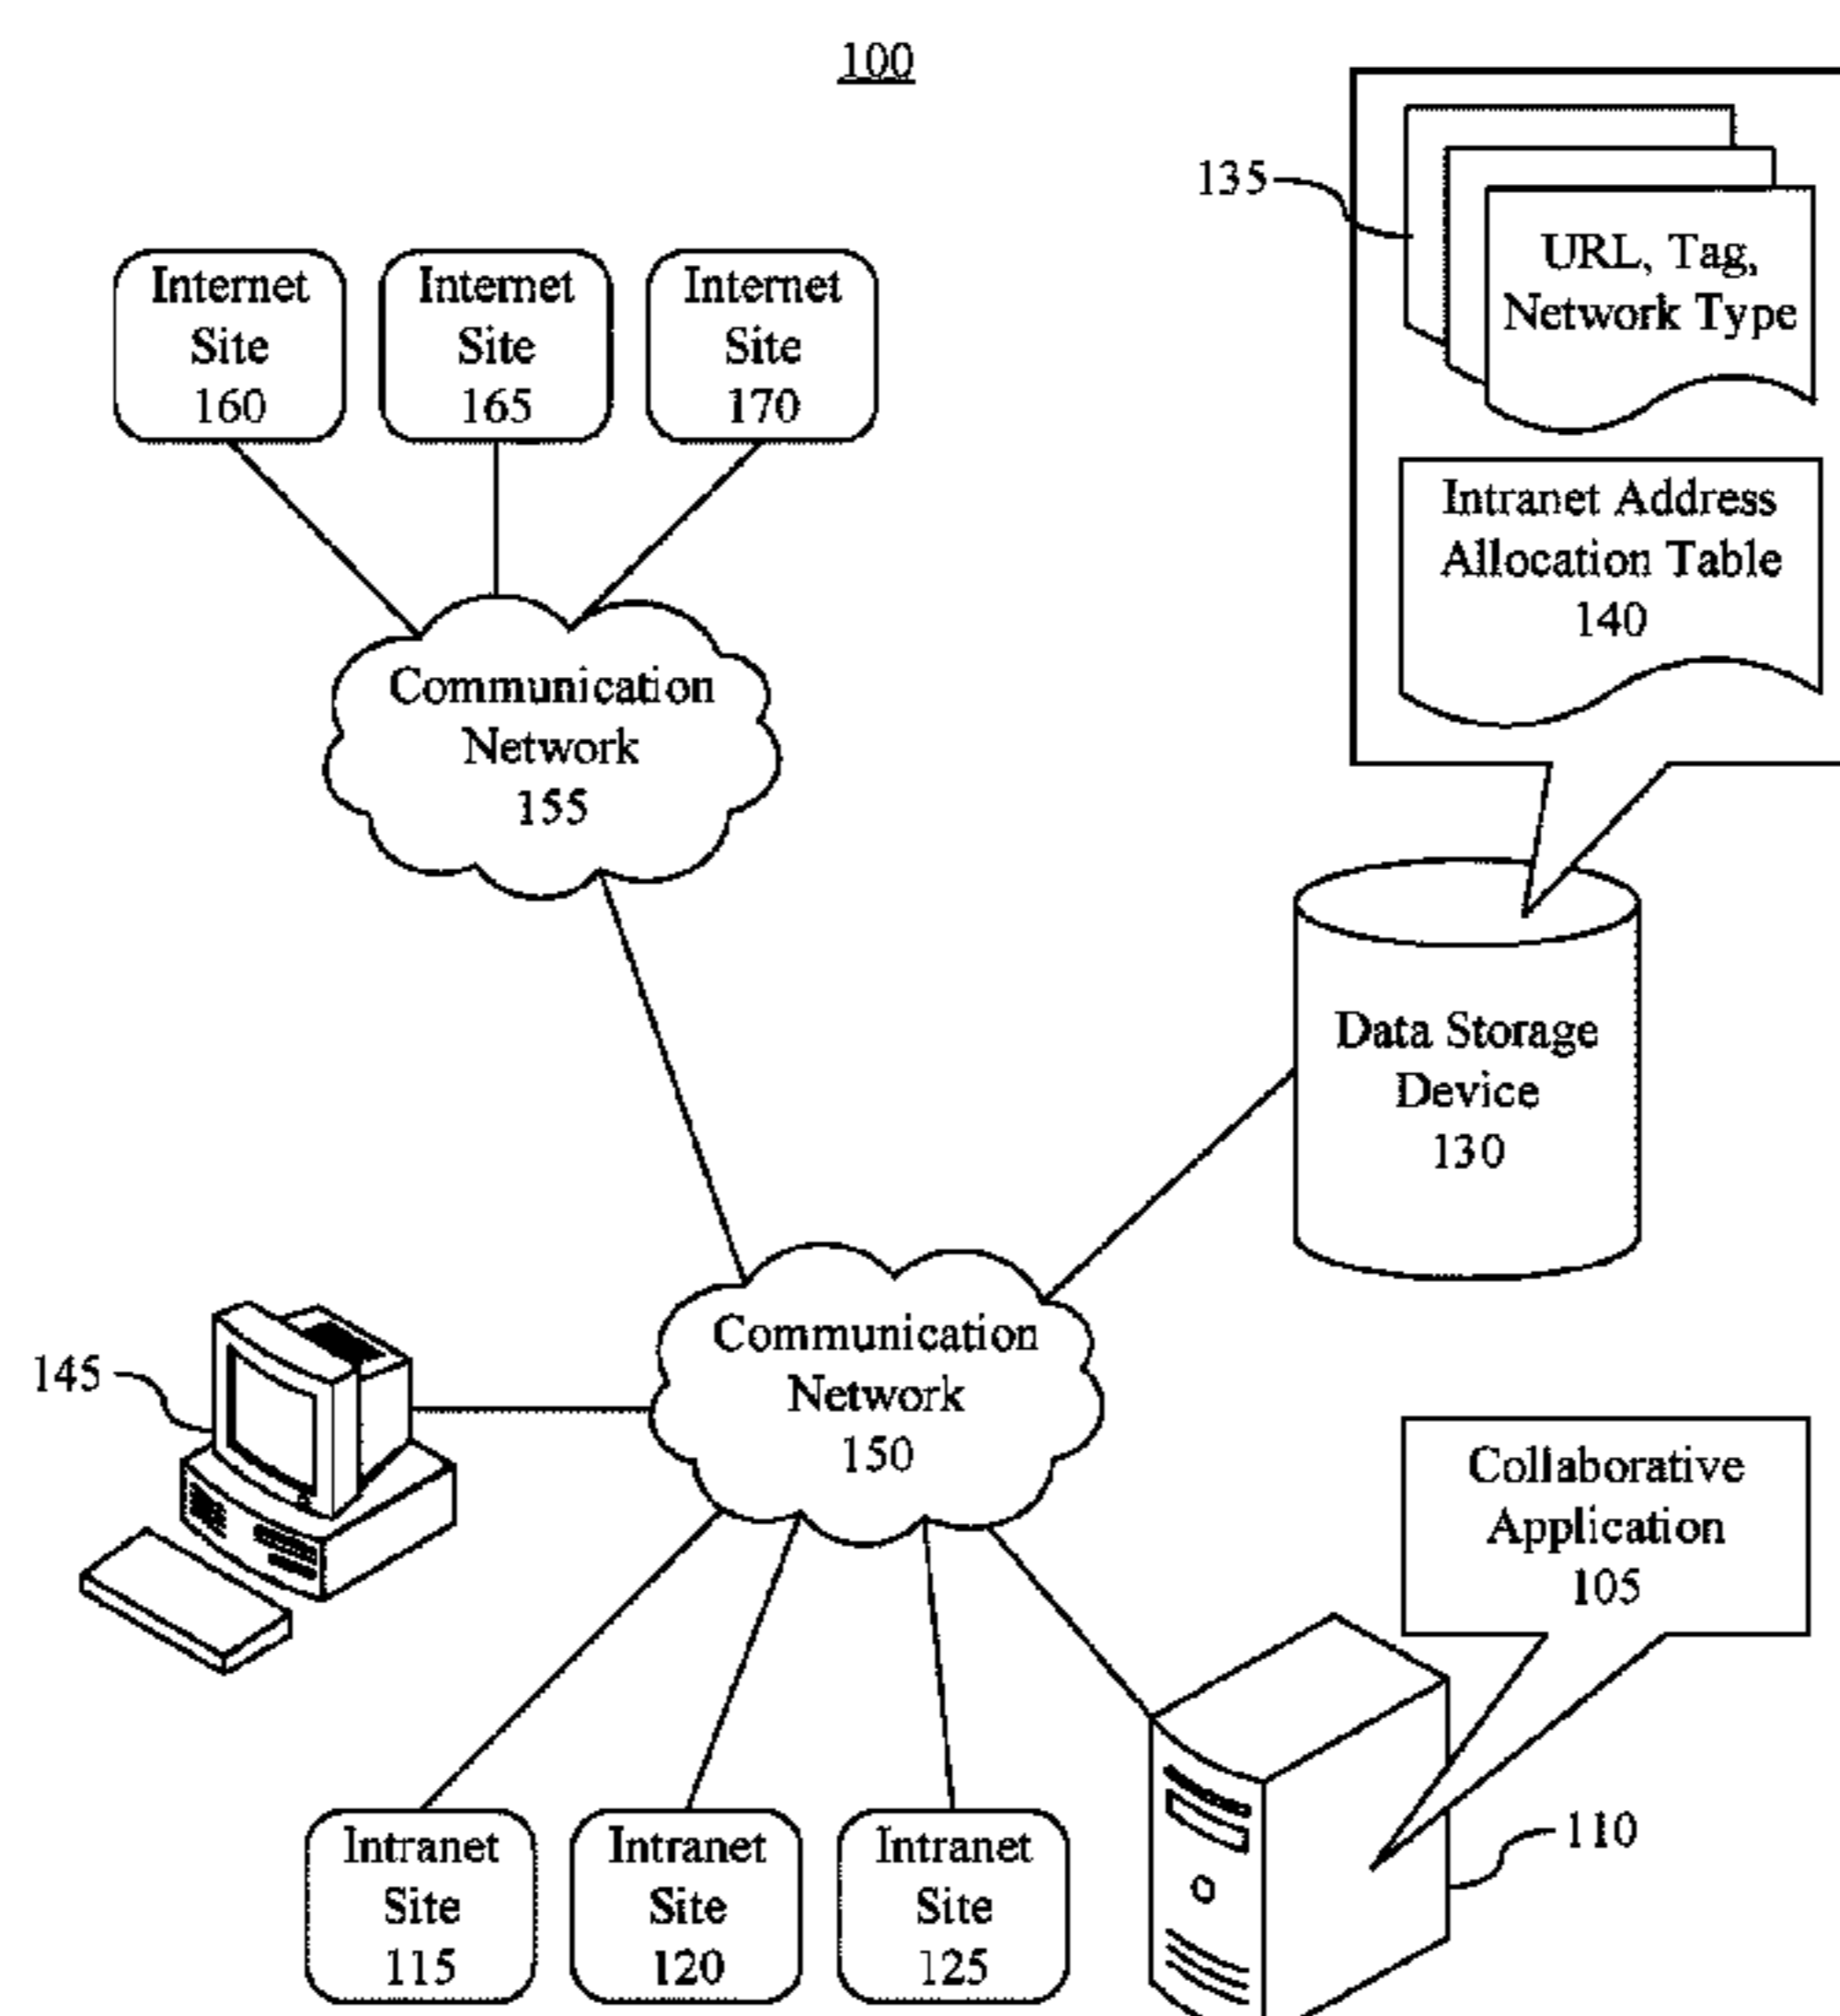 100
135
URL, Tag,
Network Type
Internet
Site
160
Internet
Site
165
Internet
Site
170
Intranet Address
Allocation Table
140
Communication
Network
155
Data Storage
Device
130
145
Communication
Network
150
Collaborative
Application
105
110
Intranet
Site
115
Intranet
Site
120
Intranet
Site
125